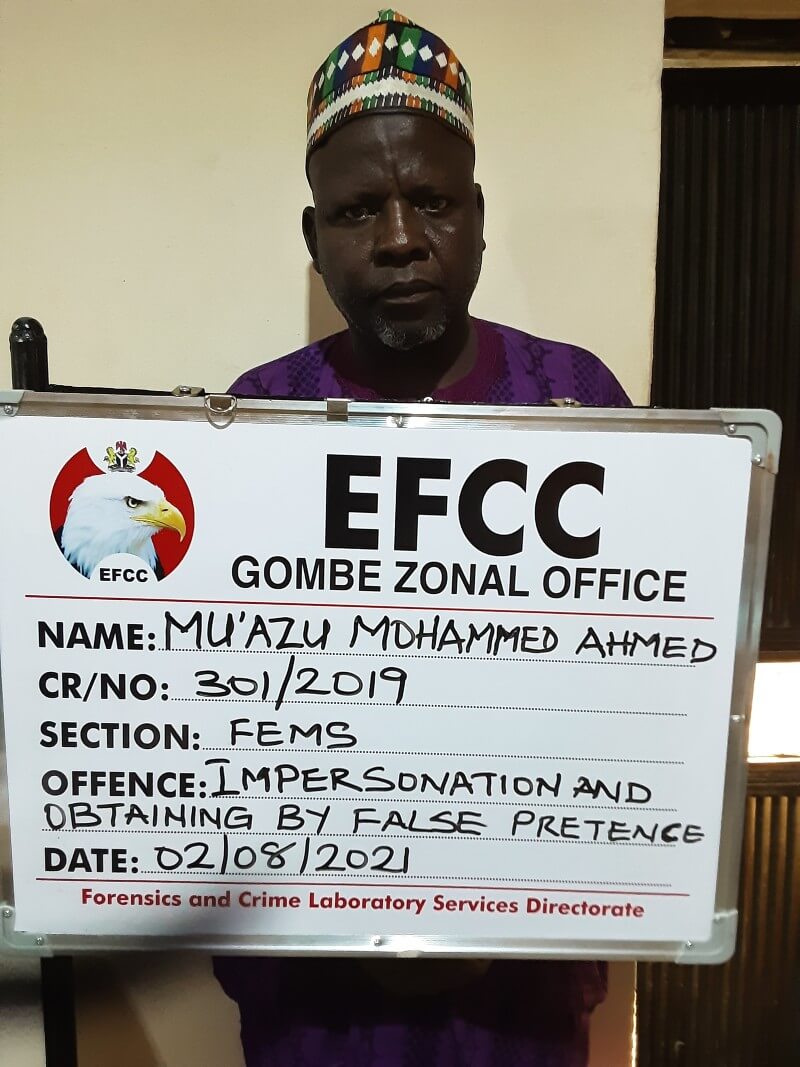 EFCC
EFCC
GOMBE ZONAL OFFICE
NAME: MU'AZU MOHAMMED AHMED
CR/NO: 301/2019
SECTION: FEMS
OFFENCE: IMPERSONATION AND
OBTAINING BY FALSE PRETENCE
DATE: 02/08/2021
Forensics and Crime Laboratory Services Directorate